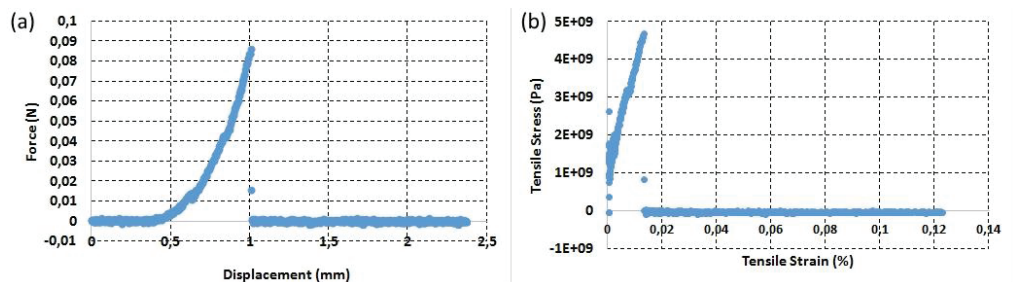 (a)
Force (N)
0,1
0,09
0,08
0,07
0,06
0,05
0,04
0,03
0,02
0,01
0
-0,01
0 0,5 1 1,5 2 2,5
Displacement (mm)
(b)
Tensile Stress (Pa)
5E+09
4E+09
3E+09
2E+09
1E+09
0
-1E+09
0 0,02 0,04 0,06 0,08 0,1 0,12 0,14
Tensile Strain (%)